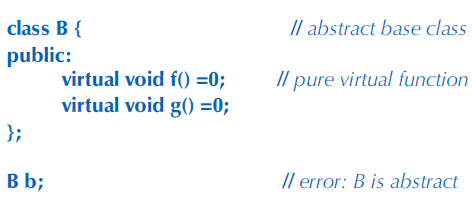 class B { // abstract base class
public:
virtual void f() =0; // pure virtual function
virtual void g() =0;
};
B b; // error: B is abstract